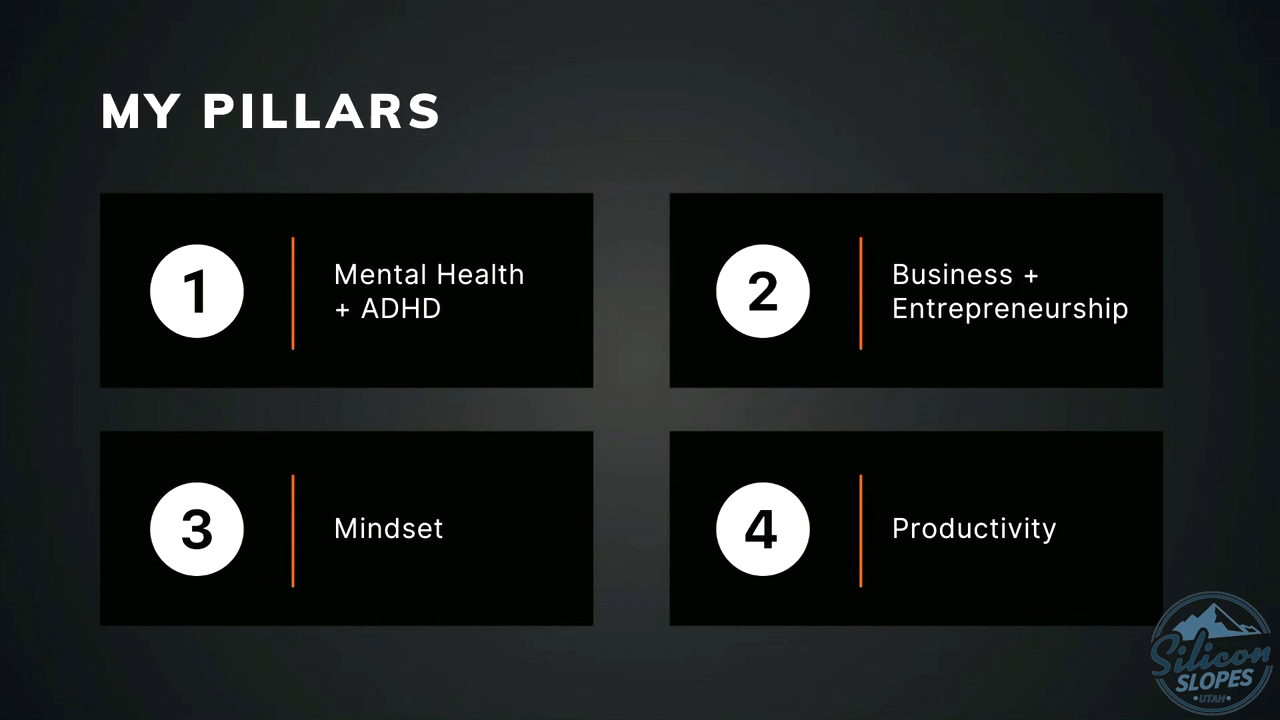 MY PILLARS
1
Mental Health
+ ADHD
2
Business +
Entrepreneurship
3
Mindset
4
Productivity
Silicon
SLOPES
•UTAH•